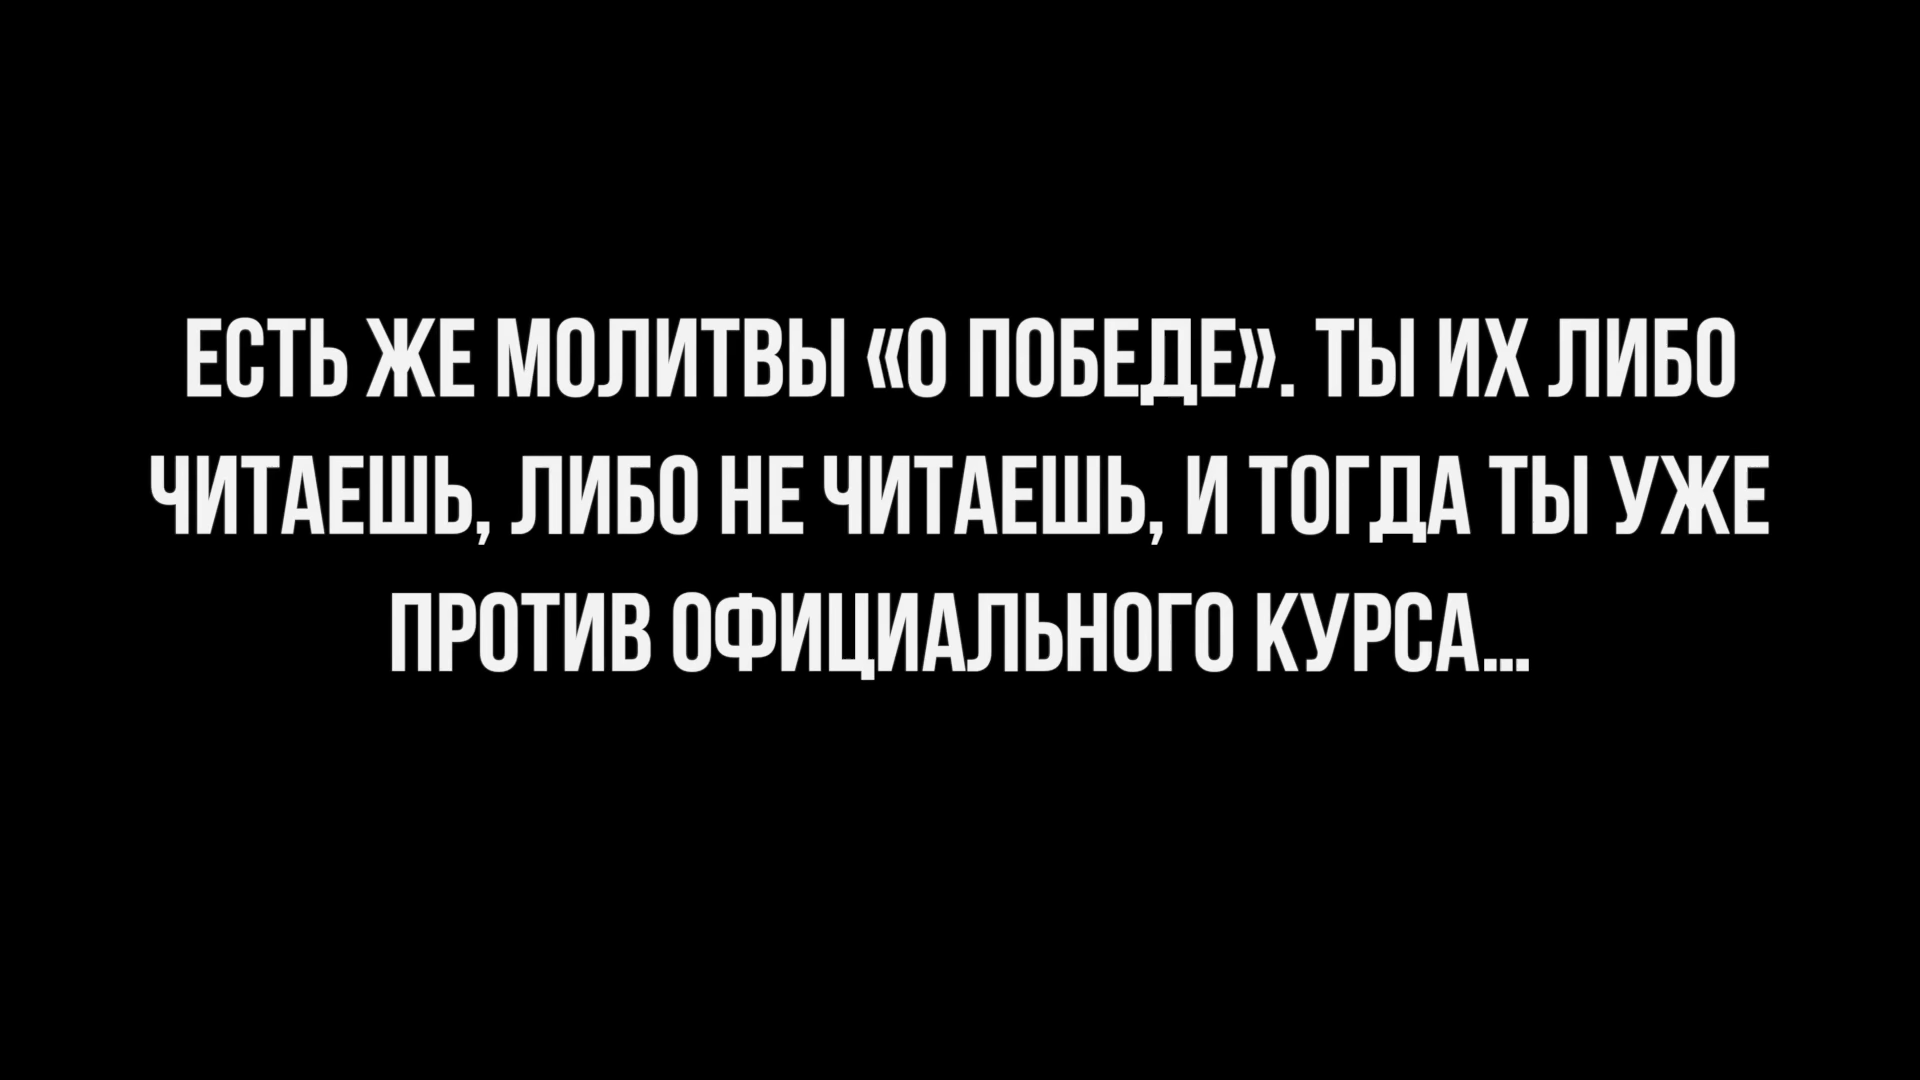 ЕСТЬ ЖЕ МОЛИТВЫ «О ПОБЕДЕ». ТЫ ИХ ЛИБО
ЧИТАЕШЬ, ЛИБО НЕ ЧИТАЕШЬ, И ТОГДА ТЫ УЖЕ
ПРОТИВ ОФИЦИАЛЬНОГО КУРСА...